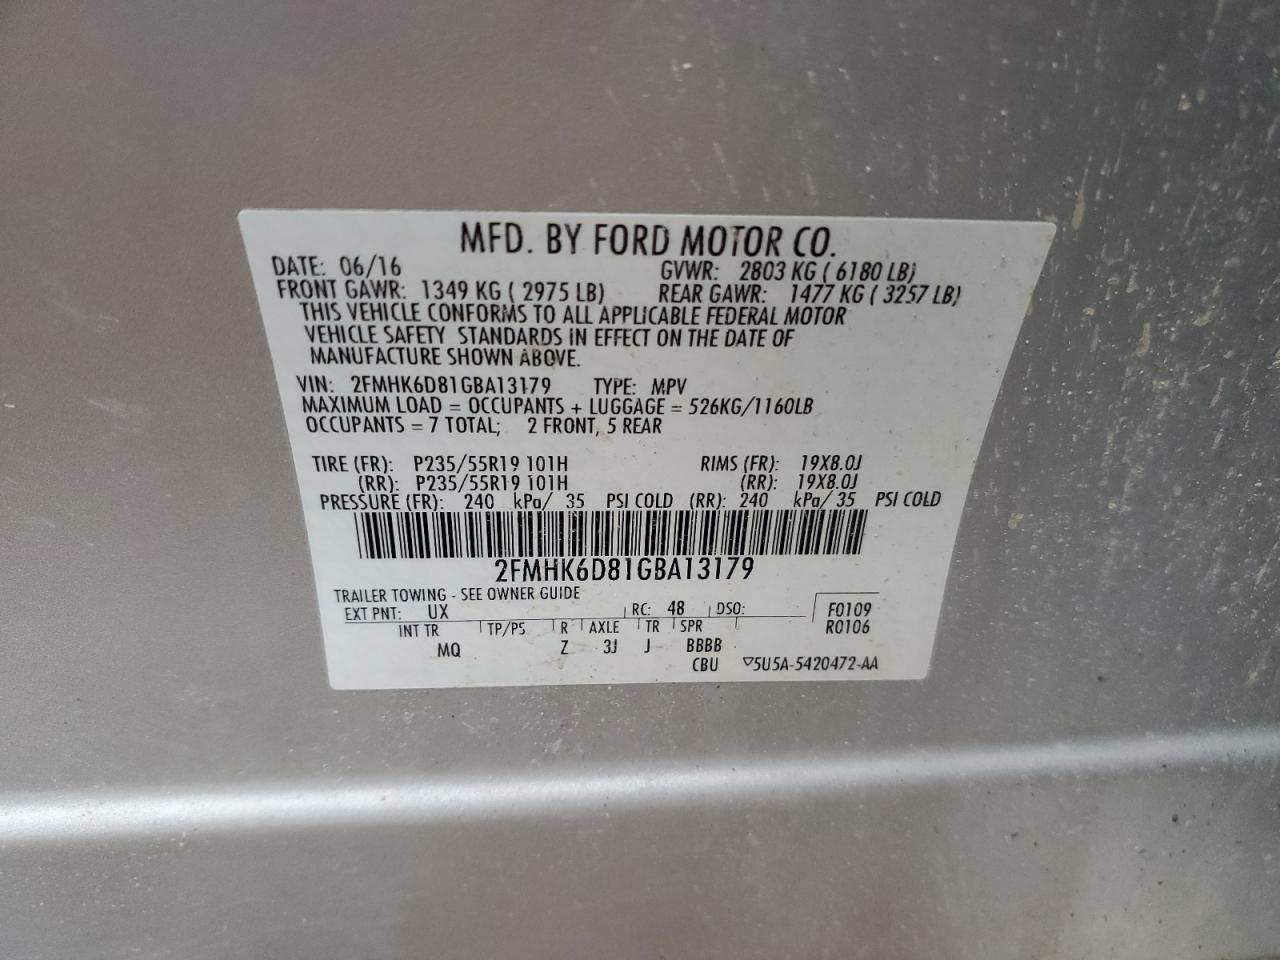 MFD. BY FORD MOTOR CO.
DATE: 06/16 GVWR: 2803 KG ( 6180 LB)
FRONT GAWR: 1349 KG ( 2975 LB) REAR GAWR: 1477 KG ( 3257 LB)
THIS VEHICLE CONFORMS TO ALL APPLICABLE FEDERAL MOTOR
VEHICLE SAFETY STANDARDS IN EFFECT ON THE DATE OF
MANUFACTURE SHOWN ABOVE.
VIN: 2FMHK6D81GBA13179 TYPE: MPV
MAXIMUM LOAD = OCCUPANTS + LUGGAGE = 526KG/1160LB
OCCUPANTS = 7 TOTAL; 2 FRONT, 5 REAR
TIRE (FR): P235/55R19 101H RIMS (FR): 19X8.0J
(RR): P235/55R19 101H (RR): 19X8.0J
PRESSURE (FR): 240 kPa/ 35 PSI COLD (RR): 240 kPa/ 35 PSI COLD
2FMHK6D81GBA13179
TRAILER TOWING - SEE OWNER GUIDE
EXT PNT: UX RC: 48 DSO: F0109
INT TR TP/PS R AXLE TR SPR R0106
MQ Z 3J J BBBB
CBU ▽5U5A-5420472-AA